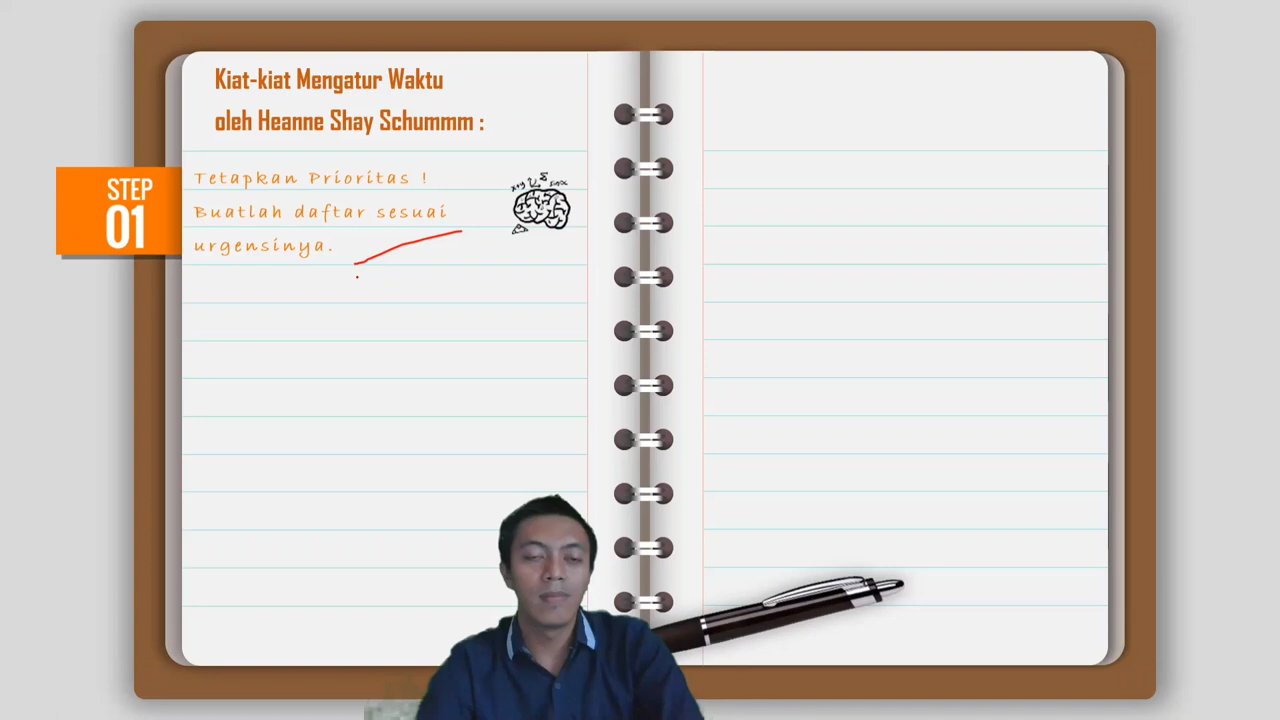 Kiat-kiat Mengatur Waktu
oleh Heanne Shay Schummm :
STEP
01
Tetapkan Prioritas !
Buatlah daftar sesuai
urgensinya.